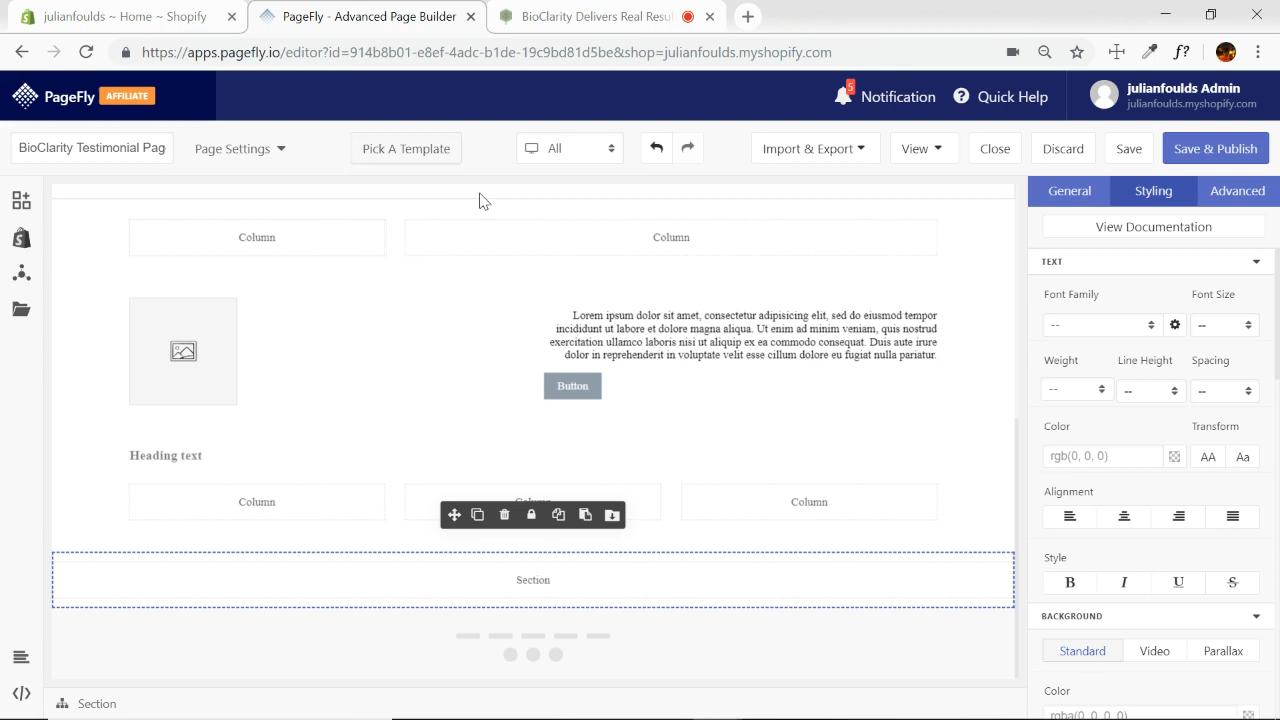 julianfoulds ~ Home ~ Shopify
PageFly - Advanced Page Builder
BioClarity Delivers Real Resu
https://apps.pagefly.io/editor?id=914b8b01-e8ef-4adc-b1de-19c9bd81d5be&shop=julianfoulds.myshopify.com
f?
PageFly AFFILIATE
5
Notification
Quick Help
julianfoulds Admin
julianfoulds.myshopify.com
BioClarity Testimonial Pag
Page Settings
Pick A Template
All
Import & Export
View
Close
Discard
Save
Save & Publish
General
Styling
Advanced
View Documentation
Column
Column
Lorem ipsum dolor sit amet, consectetur adipisicing elit, sed do eiusmod tempor
incididunt ut labore et dolore magna aliqua. Ut enim ad minim veniam, quis nostrud
exercitation ullamco laboris nisi ut aliquip ex ea commodo consequat. Duis aute irure
dolor in reprehenderit in voluptate velit esse cillum dolore eu fugiat nulla pariatur.
Button
Heading text
Column
Column
Section
Section
TEXT
Font Family
Font Size
--
--
Weight
Line Height
Spacing
--
--
--
Color
Transform
rgb(0, 0, 0)
AA
Aa
Alignment
Style
B
I
U
S
BACKGROUND
Standard
Video
Parallax
Color
rgba(0, 0, 0, 0)